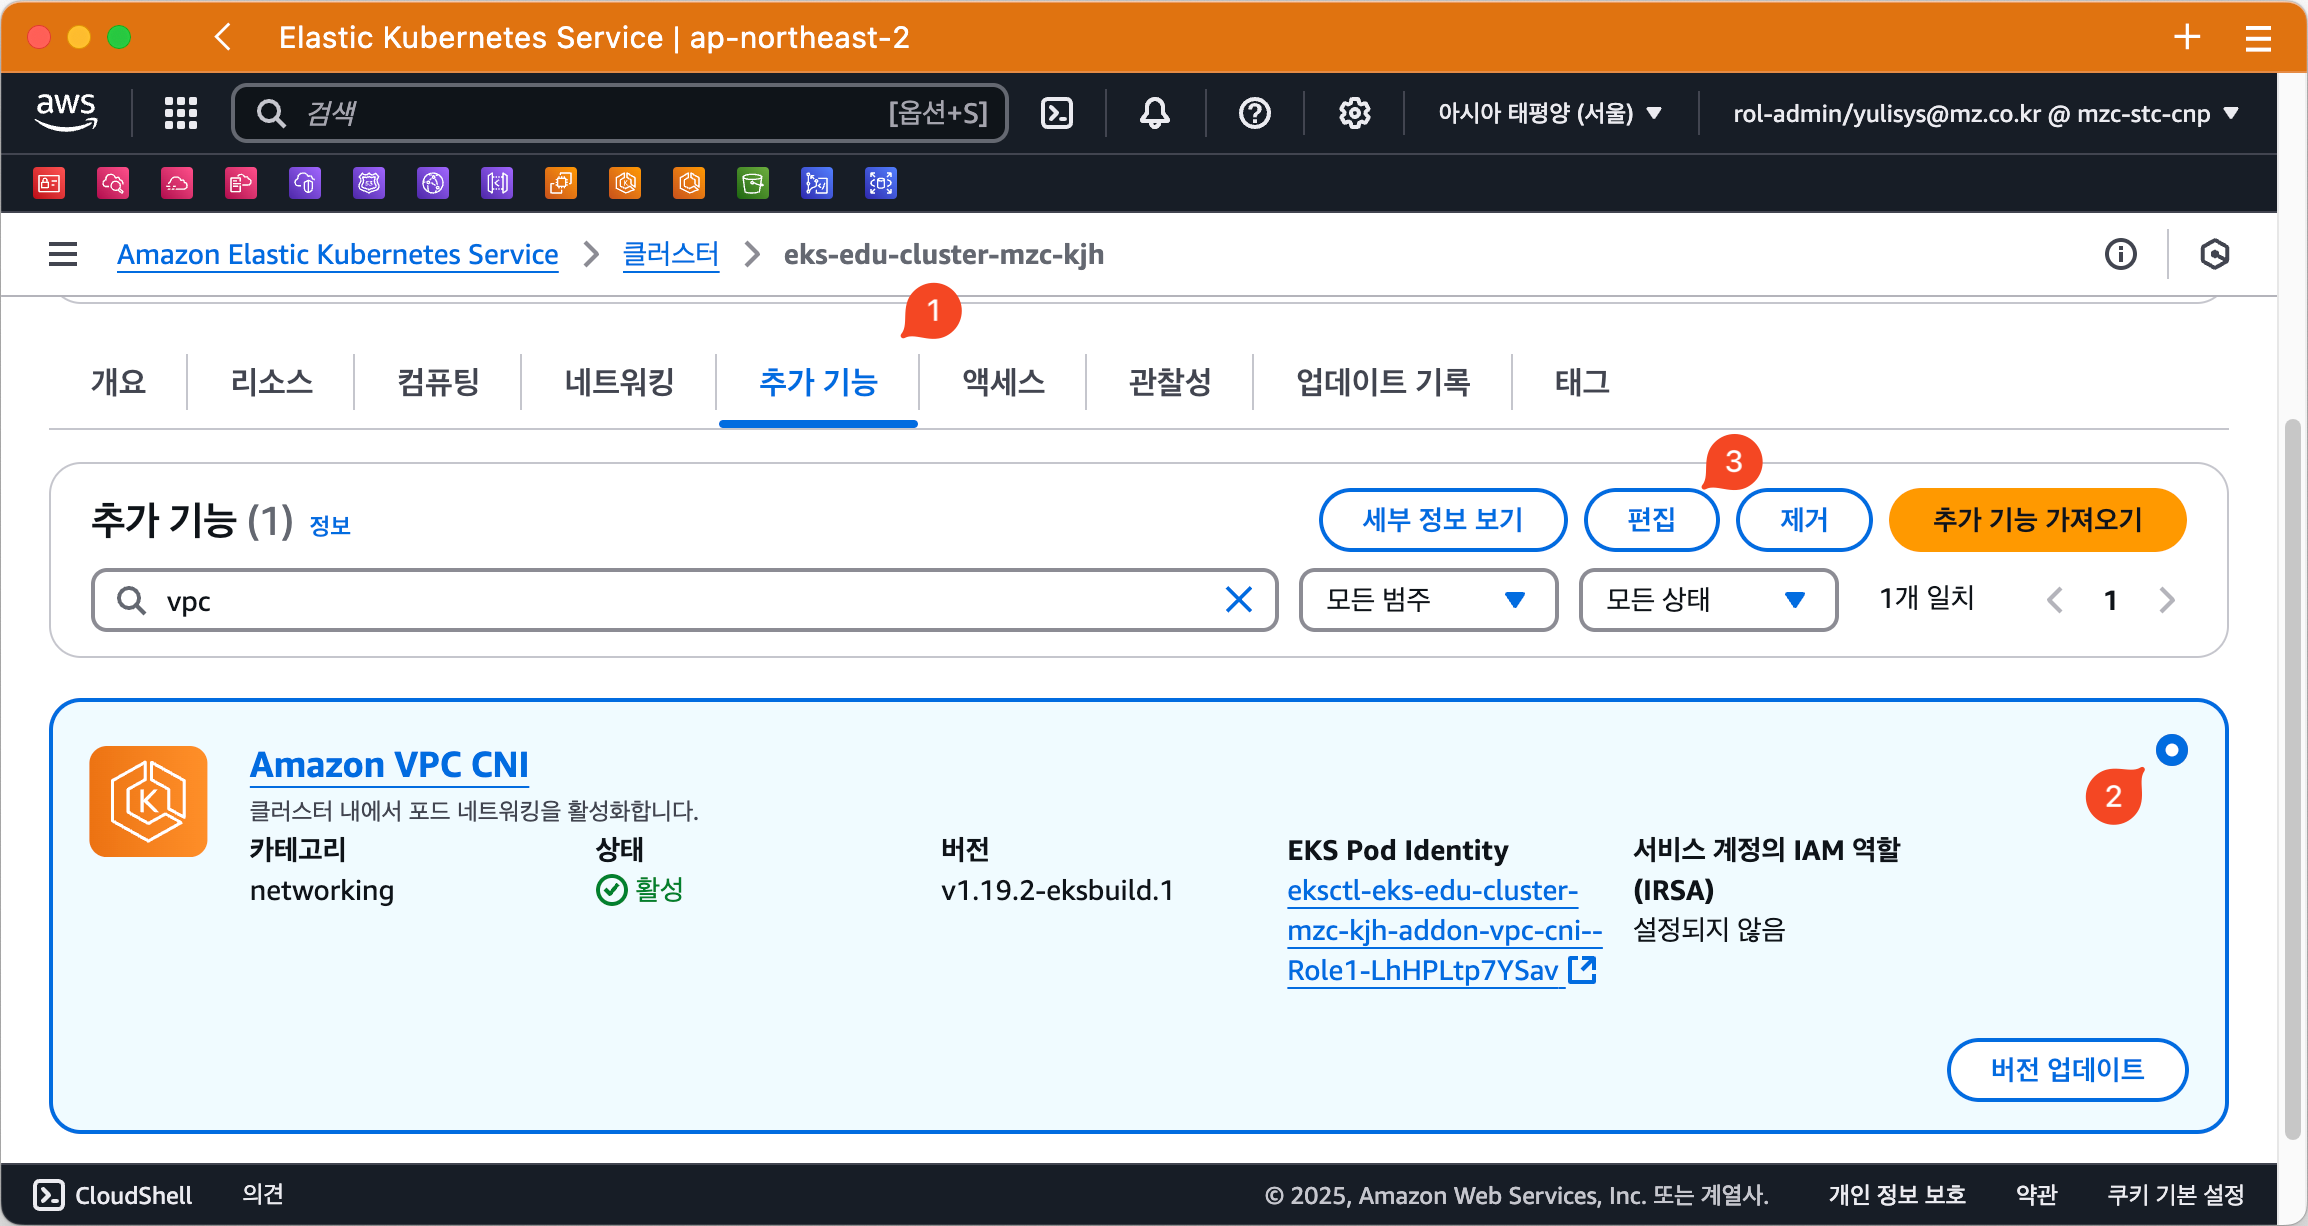 Elastic Kubernetes Service | ap-northeast-2
aws
검색 [옵션+S]
아시아 태평양 (서울)
rol-admin/yulisys@mz.co.kr @ mzc-stc-cnp
Amazon Elastic Kubernetes Service
클러스터
eks-edu-cluster-mzc-kjh
1
개요
리소스
컴퓨팅
네트워킹
추가 기능
액세스
관찰성
업데이트 기록
태그
3
추가 기능 (1) 정보
세부 정보 보기
편집
제거
추가 기능 가져오기
vpc
모든 범주
모든 상태
1개 일치
1
Amazon VPC CNI
클러스터 내에서 포드 네트워킹을 활성화합니다.
2
카테고리
networking
상태
활성
버전
v1.19.2-eksbuild.1
EKS Pod Identity
eksctl-eks-edu-cluster-
mzc-kjh-addon-vpc-cni--
Role1-LhHPLtp7YSav
서비스 계정의 IAM 역할
(IRSA)
설정되지 않음
버전 업데이트
CloudShell
의견
© 2025, Amazon Web Services, Inc. 또는 계열사.
개인 정보 보호
약관
쿠키 기본 설정